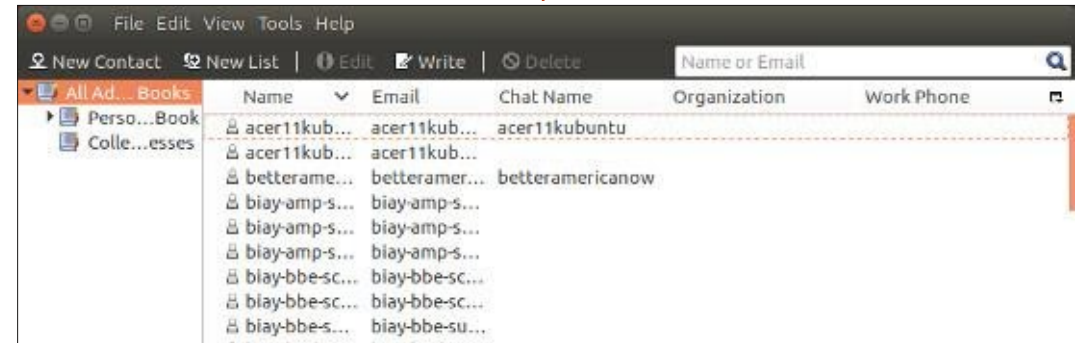 File Edit View Tools Help
New Contact New List Edit Write Delete Name or Email
All Ad... Books Name Email Chat Name Organization Work Phone
Perso...Book acer11kub... acer11kub... acer11kubuntu
Colle...esses acer11kub... acer11kub...
betterame... betteramer... betteramericanow
biay-amp-s... biay-amp-s...
biay-amp-s... biay-amp-s...
biay-amp-s... biay-amp-s...
biay-bbe-sc... biay-bbe-sc...
biay-bbe-sc... biay-bbe-sc...
biay-bbe-s... biay-bbe-su...